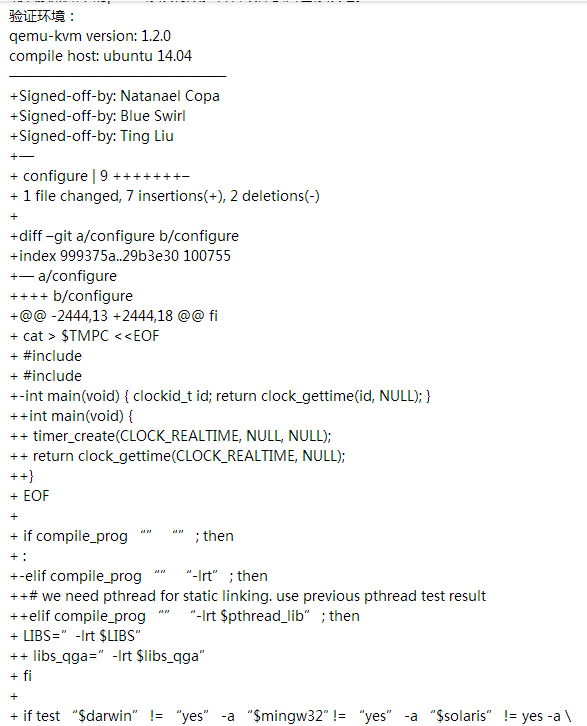 验证环境：
qemu-kvm version: 1.2.0
compile host: ubuntu 14.04
+Signed-off-by: Natanael Copa
+Signed-off-by: Blue Swirl
+Signed-off-by: Ting Liu
+—
+ configure | 9 +++++++–
+ 1 file changed, 7 insertions(+), 2 deletions(-)
+
+diff –git a/configure b/configure
+index 999375a..29b3e30 100755
+— a/configure
++++ b/configure
+@@ -2444,13 +2444,18 @@ fi
+ cat > $TMPC <<EOF
+ #include
+ #include
+-int main(void) { clockid_t id; return clock_gettime(id, NULL); }
++int main(void) {
++ timer_create(CLOCK_REALTIME, NULL, NULL);
++ return clock_gettime(CLOCK_REALTIME, NULL);
++}
+ EOF
+
+ if compile_prog “” “” ; then
+ :
+-elif compile_prog “” “-lrt” ; then
++# we need pthread for static linking. use previous pthread test result
++elif compile_prog “” “-lrt $pthread_lib” ; then
+ LIBS=”-lrt $LIBS”
++ libs_qga=”-lrt $libs_qga”
+ fi
+
+ if test “$darwin” != “yes” -a “$mingw32” != “yes” -a “$solaris” != yes -a \